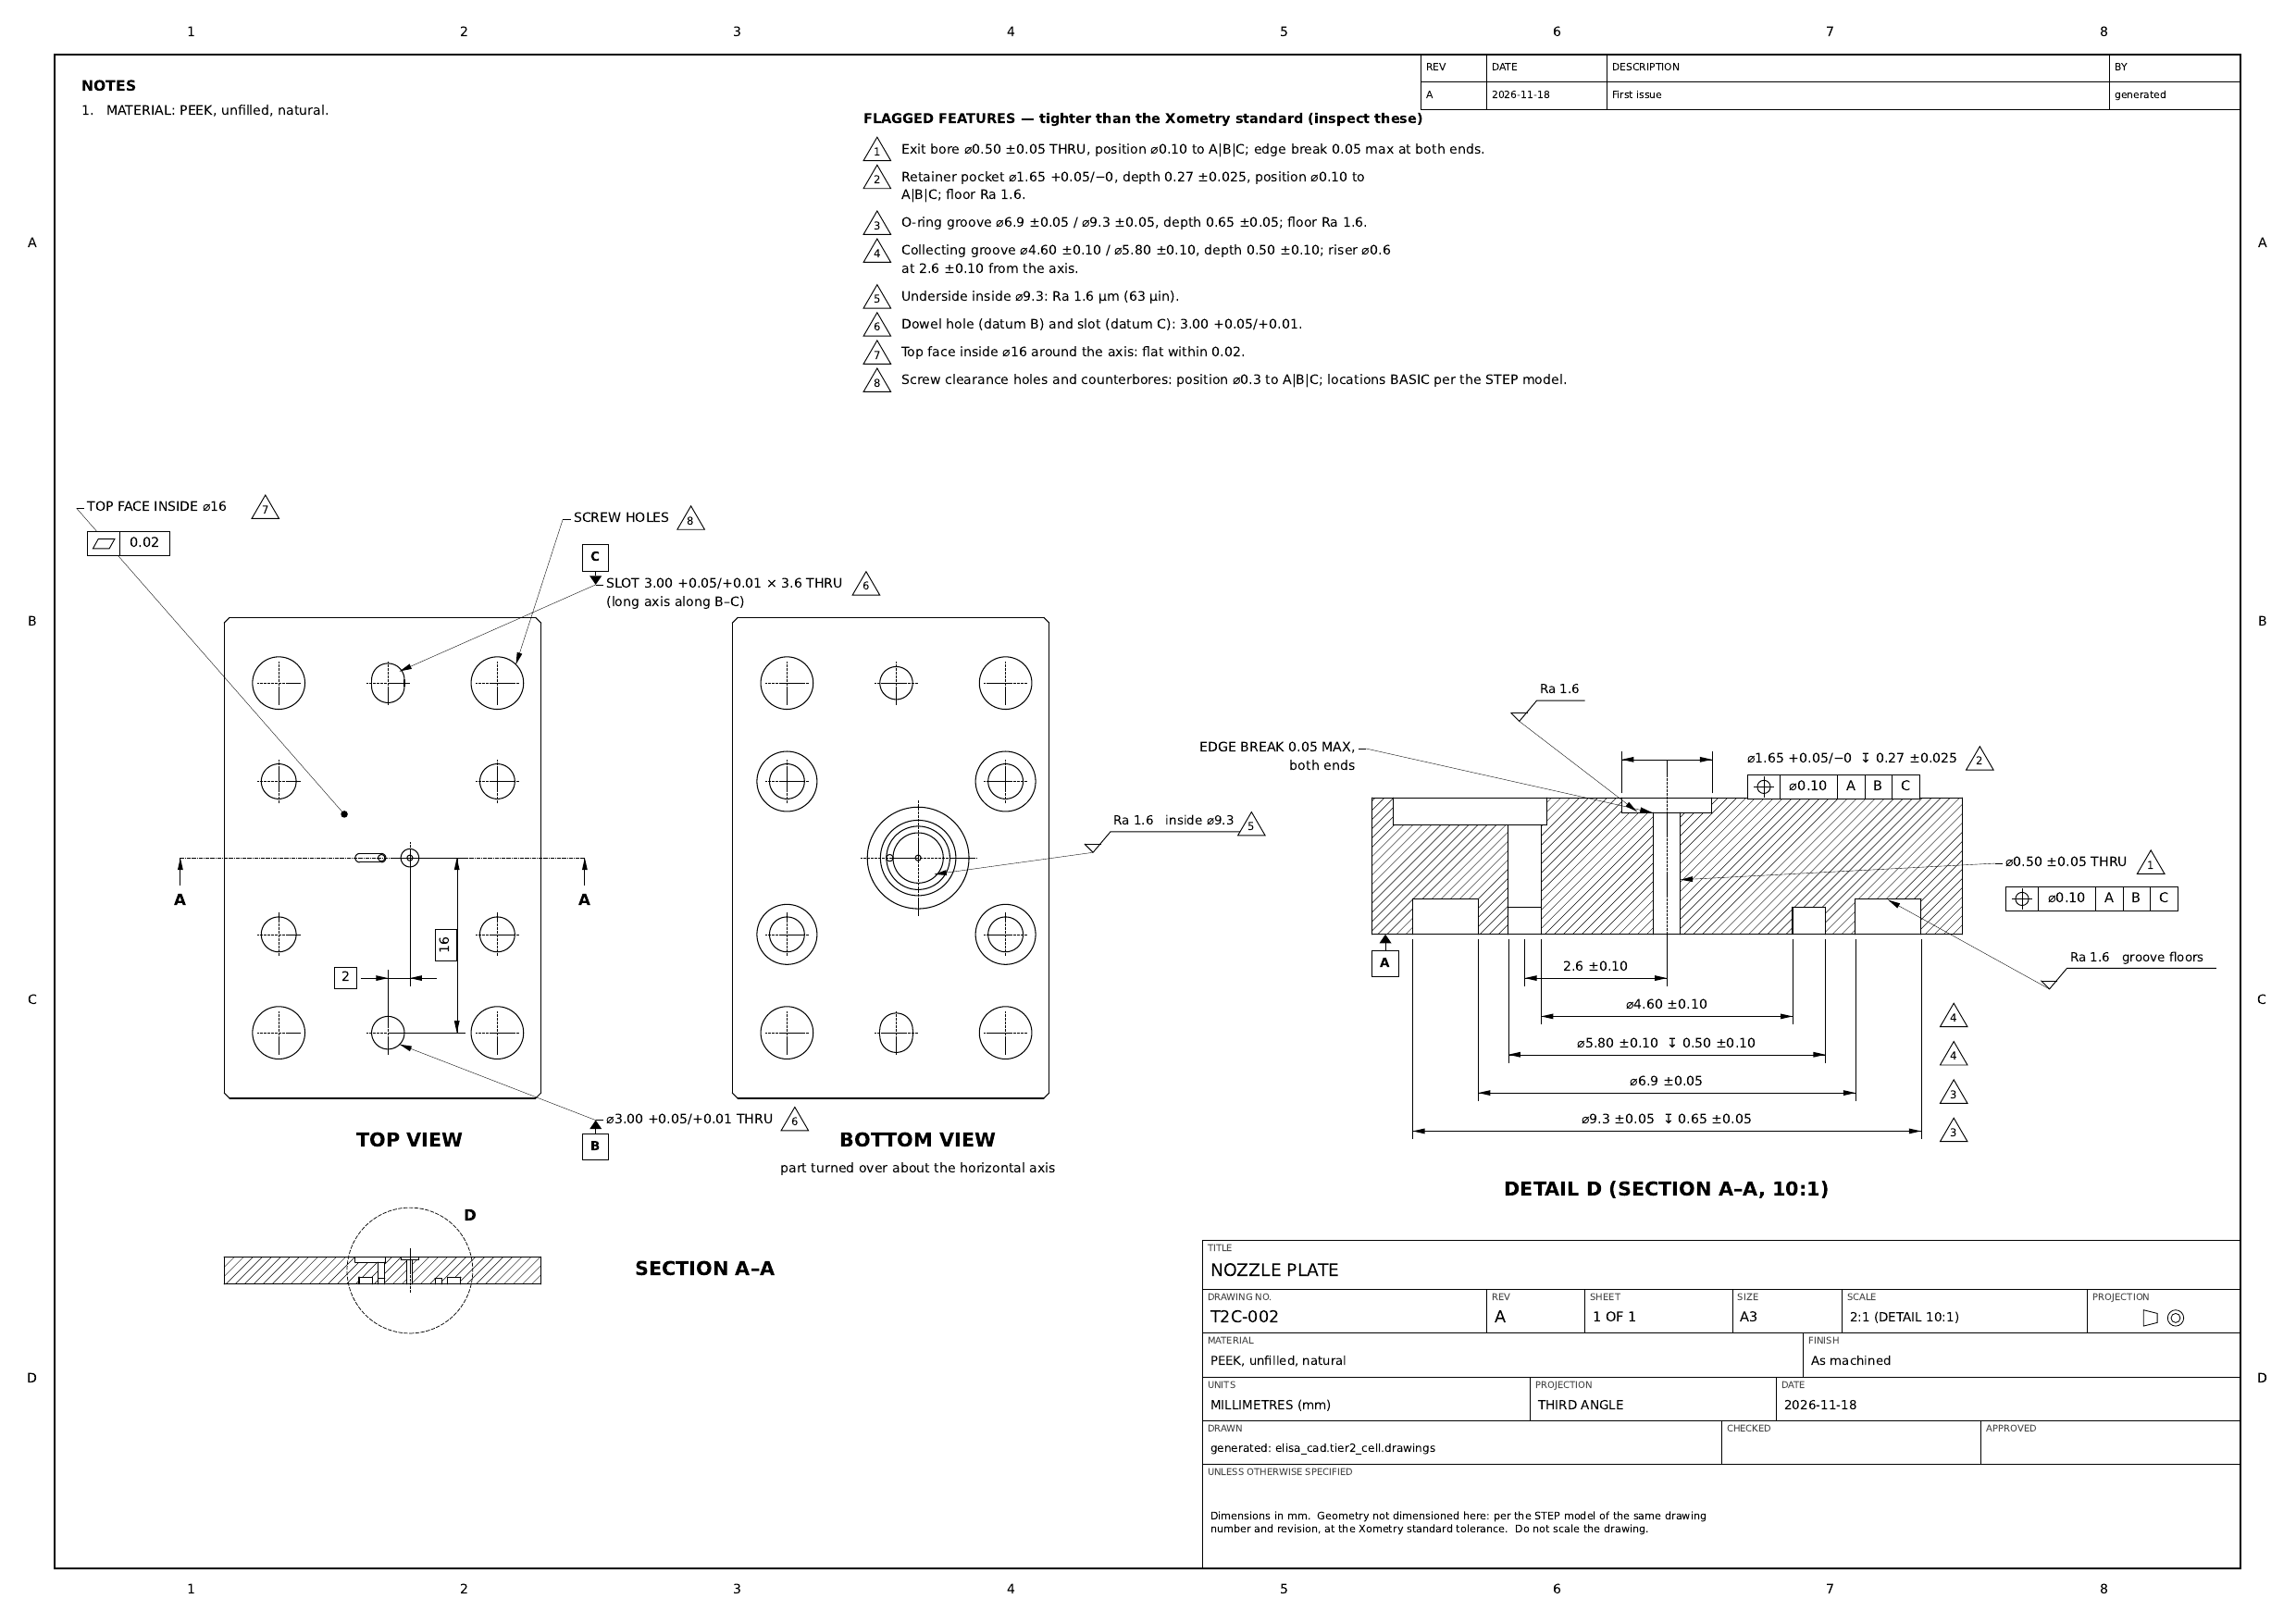 1 2 3 4 5 6 7 8
NOTES
1. MATERIAL: PEEK, unfilled, natural.
REV DATE DESCRIPTION BY
A 2026-11-18 First issue generated
FLAGGED FEATURES — tighter than the Xometry standard (inspect these)
1 Exit bore ⌀0.50 ±0.05 THRU, position ⌀0.10 to A|B|C; edge break 0.05 max at both ends.
2 Retainer pocket ⌀1.65 +0.05/−0, depth 0.27 ±0.025, position ⌀0.10 to
A|B|C; floor Ra 1.6.
3 O-ring groove ⌀6.9 ±0.05 / ⌀9.3 ±0.05, depth 0.65 ±0.05; floor Ra 1.6.
4 Collecting groove ⌀4.60 ±0.10 / ⌀5.80 ±0.10, depth 0.50 ±0.10; riser ⌀0.6
at 2.6 ±0.10 from the axis.
5 Underside inside ⌀9.3: Ra 1.6 µm (63 µin).
6 Dowel hole (datum B) and slot (datum C): 3.00 +0.05/+0.01.
7 Top face inside ⌀16 around the axis: flat within 0.02.
8 Screw clearance holes and counterbores: position ⌀0.3 to A|B|C; locations BASIC per the STEP model.
A A
B B
C C
D D
TOP FACE INSIDE ⌀16 7
0.02
SCREW HOLES 8
C
SLOT 3.00 +0.05/+0.01 × 3.6 THRU 6
(long axis along B–C)
A A
16
2
⌀3.00 +0.05/+0.01 THRU 6
B
TOP VIEW
BOTTOM VIEW
part turned over about the horizontal axis
Ra 1.6 inside ⌀9.3 5
Ra 1.6
EDGE BREAK 0.05 MAX,
both ends
⌀1.65 +0.05/−0 ↧ 0.27 ±0.025 2
⌀0.10 A B C
⌀0.50 ±0.05 THRU 1
⌀0.10 A B C
A
Ra 1.6 groove floors
2.6 ±0.10
⌀4.60 ±0.10 4
⌀5.80 ±0.10 ↧ 0.50 ±0.10 4
⌀6.9 ±0.05 3
⌀9.3 ±0.05 ↧ 0.65 ±0.05 3
DETAIL D (SECTION A–A, 10:1)
D
SECTION A–A
TITLE
NOZZLE PLATE
DRAWING NO. REV SHEET SIZE SCALE PROJECTION
T2C-002 A 1 OF 1 A3 2:1 (DETAIL 10:1)
MATERIAL FINISH
PEEK, unfilled, natural As machined
UNITS PROJECTION DATE
MILLIMETRES (mm) THIRD ANGLE 2026-11-18
DRAWN CHECKED APPROVED
generated: elisa_cad.tier2_cell.drawings
UNLESS OTHERWISE SPECIFIED
Dimensions in mm. Geometry not dimensioned here: per the STEP model of the same drawing
number and revision, at the Xometry standard tolerance. Do not scale the drawing.
1 2 3 4 5 6 7 8